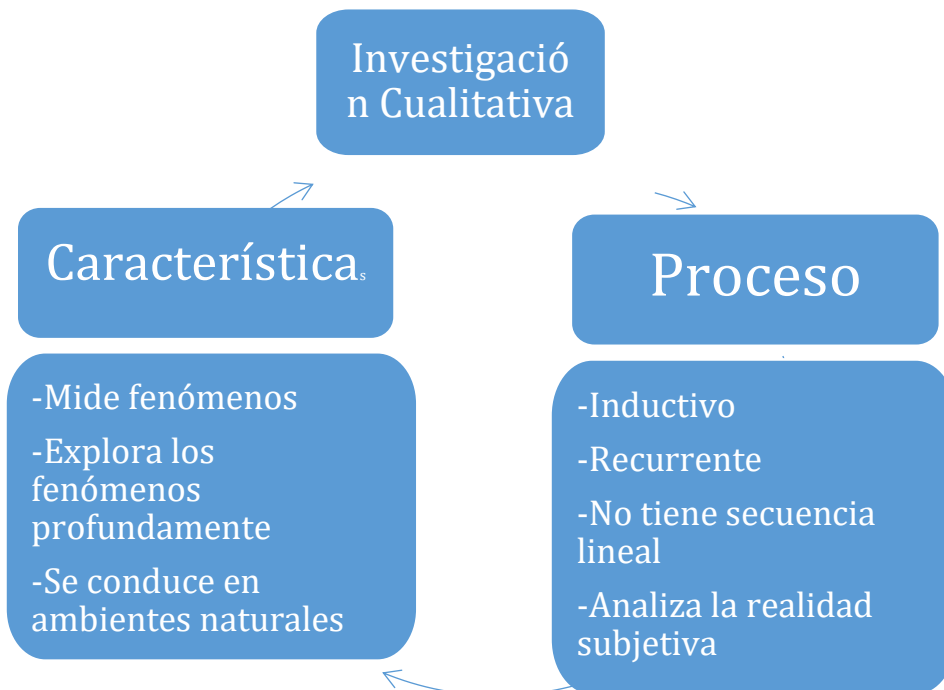 Investigació
n Cualitativa
Características
-Mide fenómenos
-Explora los
fenómenos
profundamente
-Se conduce en
ambientes naturales
Proceso
-Inductivo
-Recurrente
-No tiene secuencia
lineal
-Analiza la realidad
subjetiva